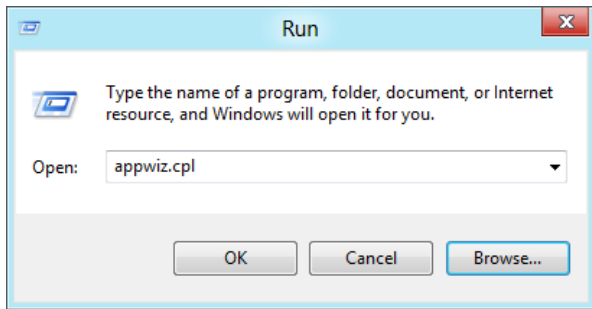 Run
Type the name of a program, folder, document, or Internet
resource, and Windows will open it for you.
Open: appwiz.cpl
OK Cancel Browse...